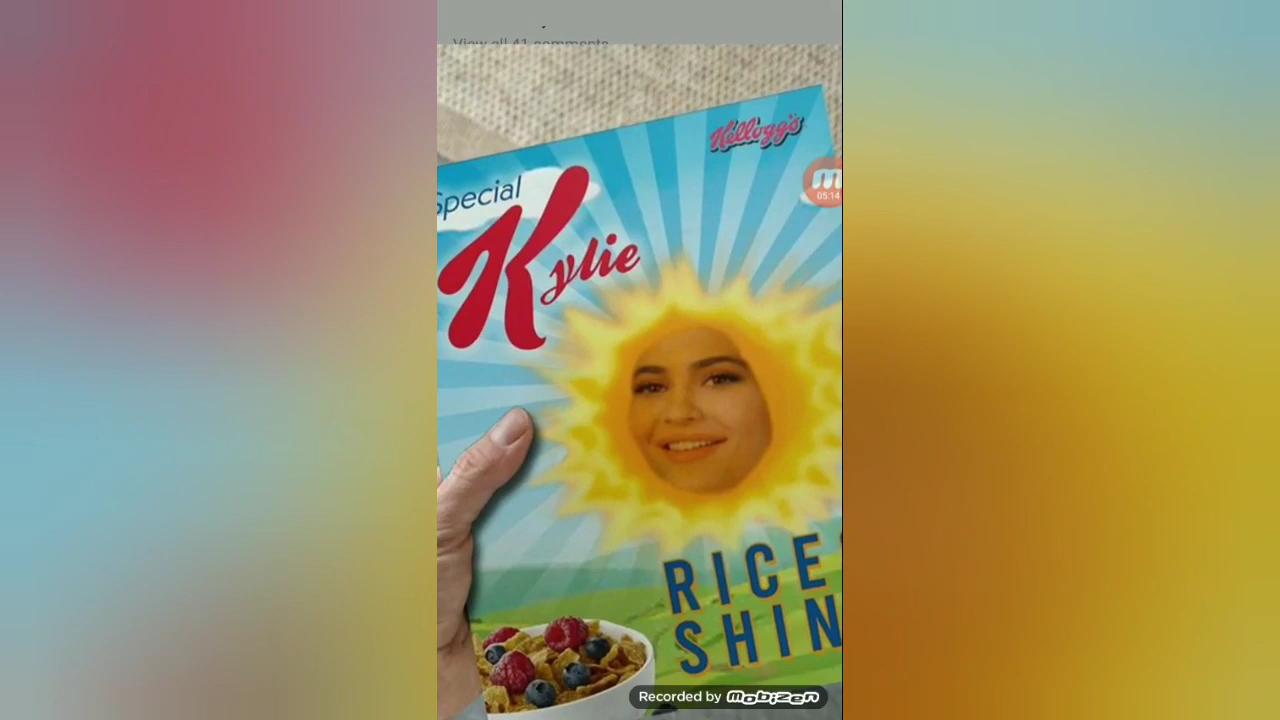 View all 41 comments
Kellogg's
Special
Kylie
m
05:14
RICE
SHIN
Recorded by mobizen